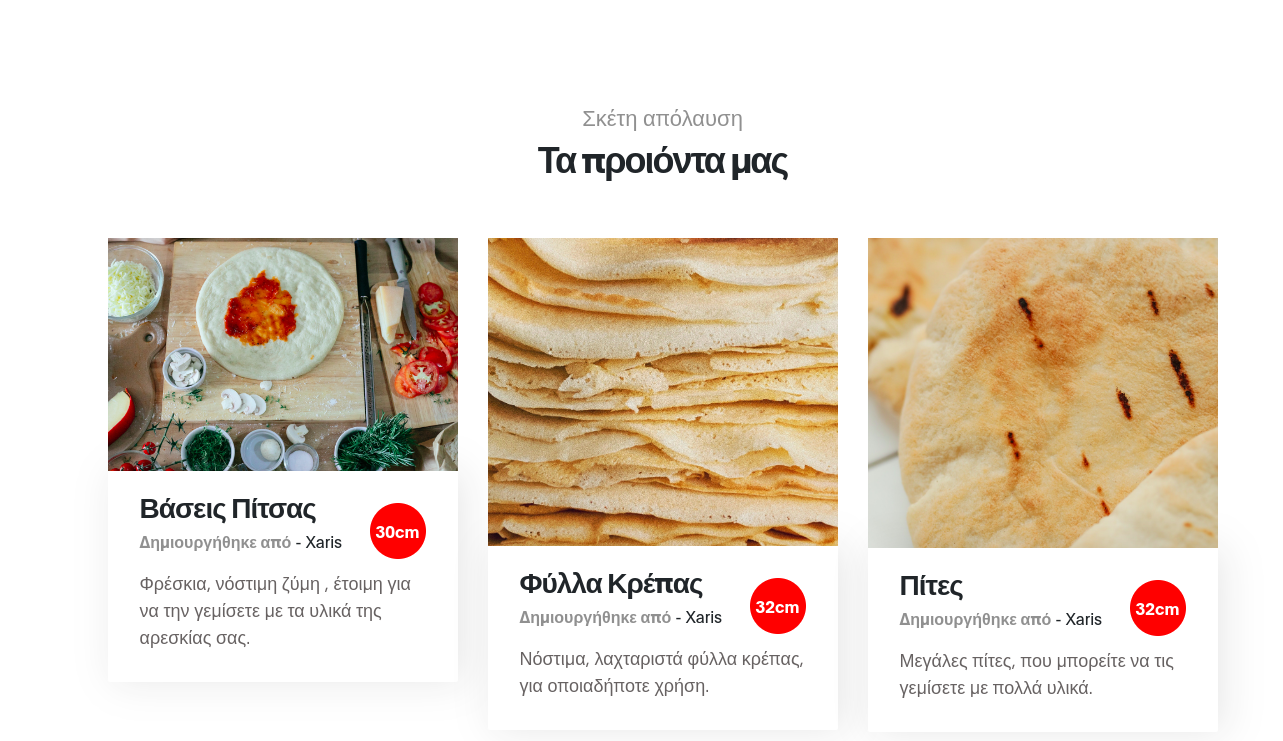 Σκέτη απόλαυση
Τα προιόντα μας
Βάσεις Πίτσας
Δημιουργήθηκε από - Xaris
30cm
Φρέσκια, νόστιμη ζύμη , έτοιμη για
να την γεμίσετε με τα υλικά της
αρεσκίας σας.
Φύλλα Κρέπας
Δημιουργήθηκε από - Xaris
32cm
Νόστιμα, λαχταριστά φύλλα κρέπας,
για οποιαδήποτε χρήση.
Πίτες
Δημιουργήθηκε από - Xaris
32cm
Μεγάλες πίτες, που μπορείτε να τις
γεμίσετε με πολλά υλικά.